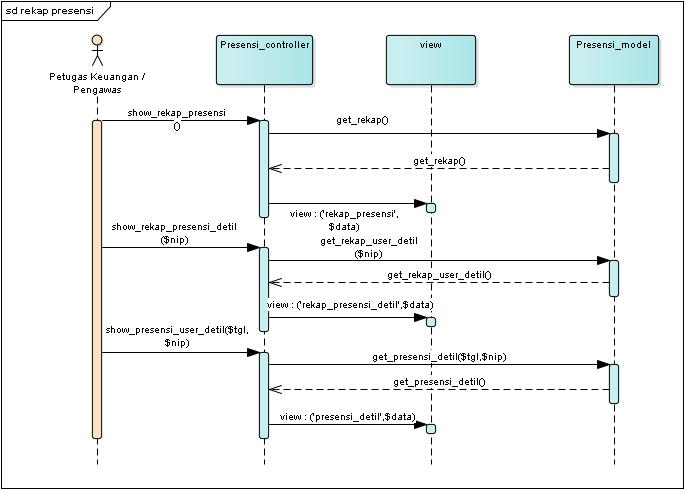 sd rekap presensi
Petugas Keuangan /
Pengawas
Presensi_controller
view
Presensi_model
show_rekap_presensi
()
get_rekap()
get_rekap()
view : ('rekap_presensi',
$data)
show_rekap_presensi_detil
($nip)
get_rekap_user_detil
($nip)
get_rekap_user_detil()
view : ('rekap_presensi_detil',$data)
show_presensi_user_detil($tgl,
$nip)
get_presensi_detil($tgl,$nip)
get_presensi_detil()
view : ('presensi_detil',$data)